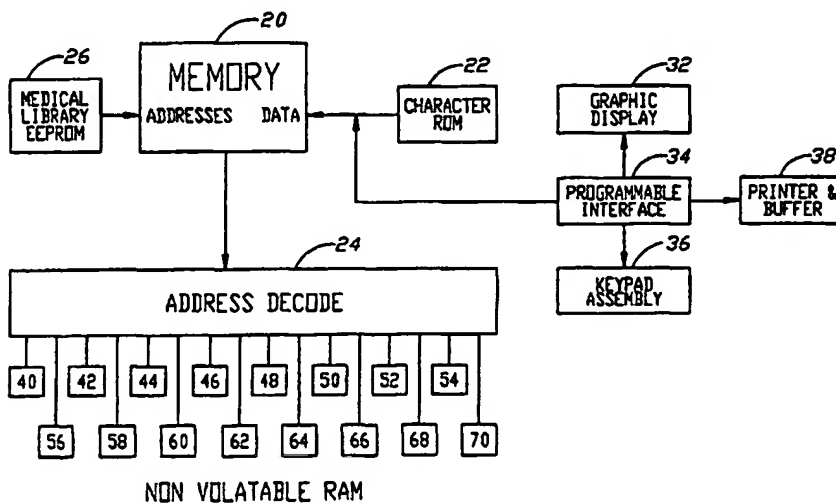 20
26
22
32
MEMORY
MEDICAL
LIBRARY
EEPROM
ADDRESSES DATA
CHARACTER
ROM
GRAPHIC
DISPLAY
34
38
PROGRAMMABLE
INTERFACE
PRINTER &
BUFFER
24
36
ADDRESS DECODE
KEYPAD
ASSEMBLY
40 42 44 46 48 50 52 54
56 58 60 62 64 66 68 70
NON VOLATABLE RAM